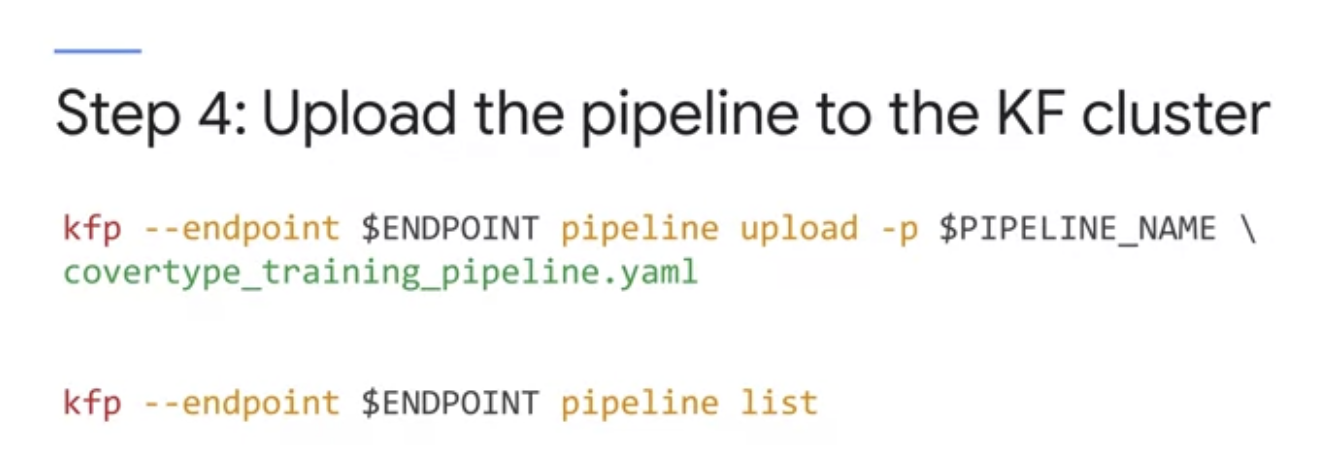 Step 4: Upload the pipeline to the KF cluster
kfp --endpoint $ENDPOINT pipeline upload -p $PIPELINE_NAME \
covertype_training_pipeline.yaml
kfp --endpoint $ENDPOINT pipeline list